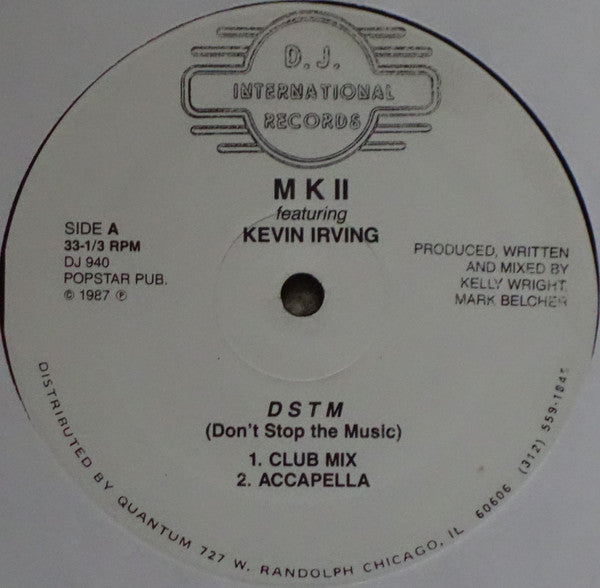 D.J.
INTERNATIONAL
RECORDS
M K II
featuring
KEVIN IRVING
SIDE A
33-1/3 RPM
DJ 940
POPSTAR PUB.
© 1987 ℗
PRODUCED, WRITTEN
AND MIXED BY
KELLY WRIGHT
MARK BELCHER
D S T M
(Don't Stop the Music)
1. CLUB MIX
2. ACCAPELLA
DISTRIBUTED BY QUANTUM 727 W. RANDOLPH CHICAGO, IL 60606 (312)